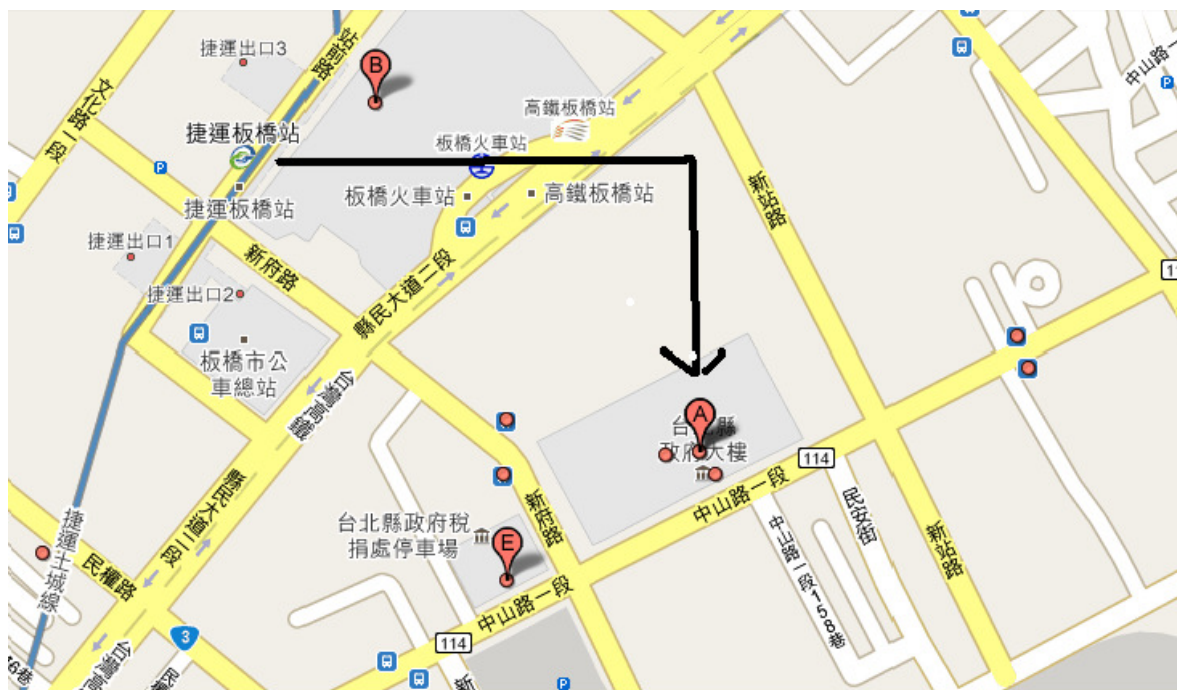 捷運出口3
站前路
B
中山路一段
P
文化路一段
高鐵板橋站
捷運板橋站
板橋火車站
P
新站路
板橋火車站
高鐵板橋站
捷運板橋站
捷運出口1
新府路
縣民大道二段
捷運出口2
板橋市公
車總站
台灣高鐵
A
台北縣
政府大樓
114
中山路一段
縣民大道二段
新府路
民安街
台北縣政府稅
捐處停車場
E
中山路一段158巷
新站路
捷運土城線
民權路
中山路一段
3
114
台灣高
P